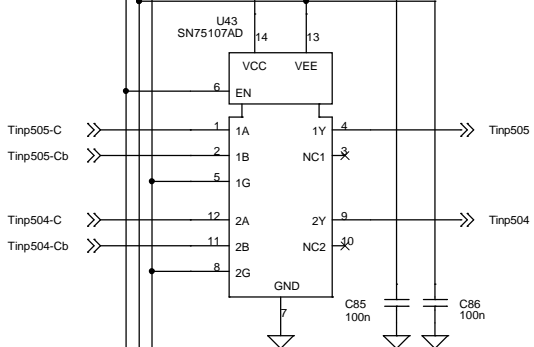 U43
SN75107AD
14
13
VCC
VEE
6
EN
Tinp505-C
1
1A
1Y
4
Tinp505
Tinp505-Cb
2
1B
NC1
3
5
1G
Tinp504-C
12
2A
2Y
9
Tinp504
Tinp504-Cb
11
2B
NC2
10
8
2G
GND
7
C85
100n
C86
100n